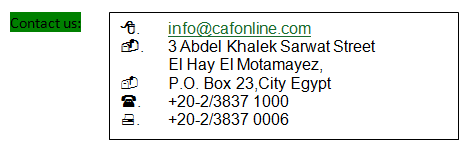 Contact us:
🖰. info@cafonline.com
🖂. 3 Abdel Khalek Sarwat Street
El Hay El Motamayez,
🖂 P.O. Box 23,City Egypt
☎. +20-2/3837 1000
🖷. +20-2/3837 0006